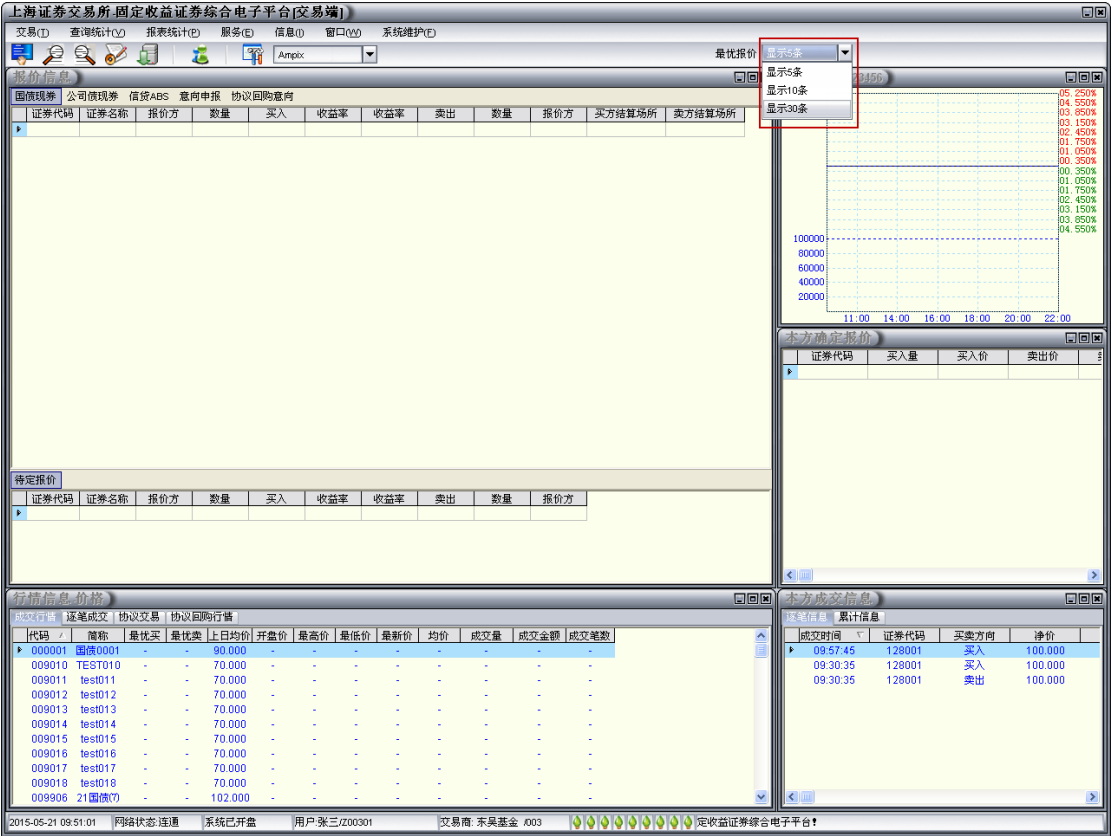 上海证券交易所-固定收益证券综合电子平台[交易端]
交易(T) 查询统计(V) 报表统计(P) 服务(E) 信息(I) 窗口(W) 系统维护(F)
Ampix 最优报价 显示5条
显示5条
显示10条
显示30条
报价信息
23456)
国债现券 公司债现券 信贷ABS 意向申报 协议回购意向
证券代码 证券名称 报价方 数量 买入 收益率 收益率 卖出 数量 报价方 买方结算场所 卖方结算场所
05.250%
04.550%
03.850%
03.150%
02.450%
01.750%
01.050%
00.350%
00.350%
01.050%
01.750%
02.450%
03.150%
03.850%
04.550%
100000
80000
60000
40000
20000
11:00 14:00 16:00 18:00 20:00 22:00
本方确定报价
证券代码 买入量 买入价 卖出价
待定报价
证券代码 证券名称 报价方 数量 买入 收益率 收益率 卖出 数量 报价方
行情信息 价格
成交行情 逐笔成交 协议交易 协议回购行情
代码 简称 最优买 最优卖 上日均价 开盘价 最高价 最低价 最新价 均价 成交量 成交金额 成交笔数
000001 国债0001 - - 90.000 - - - - - - - -
009010 TEST010 - - 70.000 - - - - - - - -
009011 test011 - - 70.000 - - - - - - - -
009012 test012 - - 70.000 - - - - - - - -
009013 test013 - - 70.000 - - - - - - - -
009014 test014 - - 70.000 - - - - - - - -
009015 test015 - - 70.000 - - - - - - - -
009016 test016 - - 70.000 - - - - - - - -
009017 test017 - - 70.000 - - - - - - - -
009018 test018 - - 70.000 - - - - - - - -
009906 21国债(7) - - 102.000 - - - - - - - -
本方成交信息
逐笔信息 累计信息
成交时间 证券代码 买卖方向 净价
09:57:45 128001 买入 100.000
09:30:35 128001 买入 100.000
09:30:35 128001 卖出 100.000
2015-05-21 09:51:01 网络状态:连通 系统已开盘 用户:张三/Z00301 交易商: 东吴基金 /003 定收益证券综合电子平台!